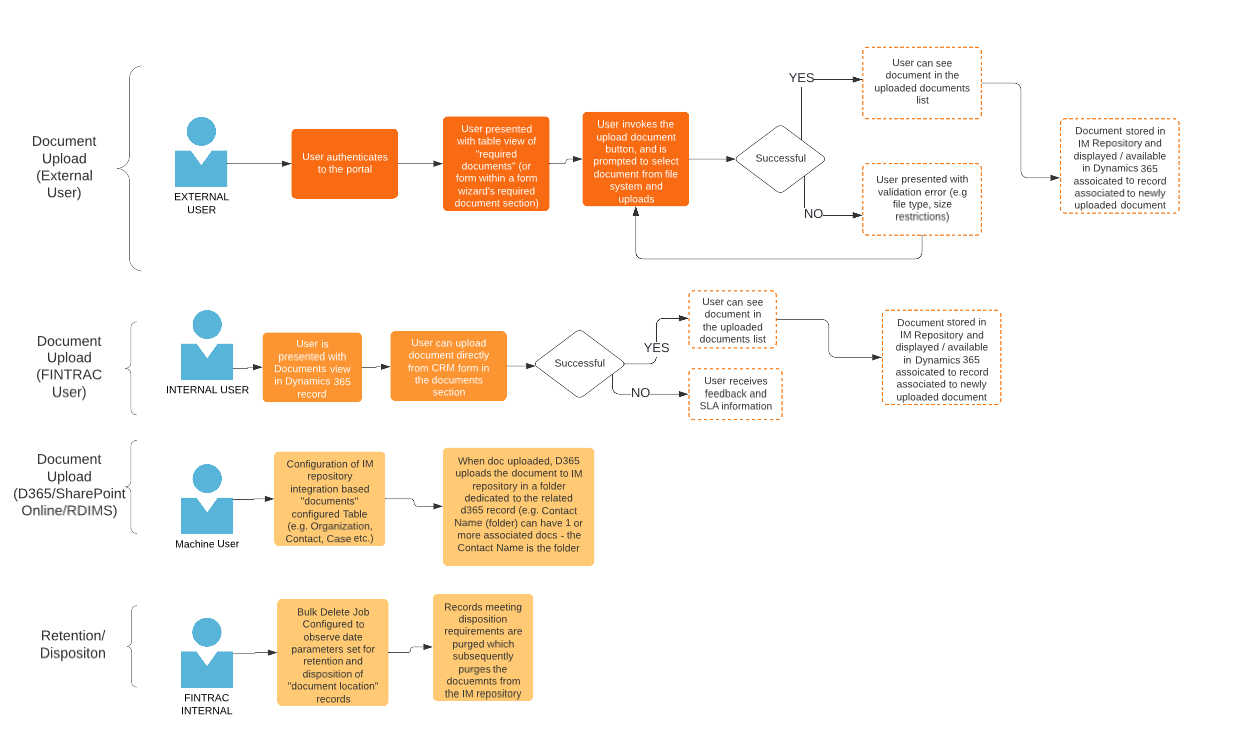 Document
Upload
(External
User)
EXTERNAL
USER
User authenticates
to the portal
User presented
with table view of
"required
documents" (or
form within a form
wizard's required
document section)
User invokes the
upload document
button, and is
prompted to select
document from file
system and
uploads
Successful
YES
NO
User can see
document in the
uploaded documents
list
User presented with
validation error (e.g
file type, size
restrictions)
Document stored in
IM Repository and
displayed / available
in Dynamics 365
assoicated to record
associated to newly
uploaded document
Document
Upload
(FINTRAC
User)
INTERNAL USER
User is
presented with
Documents view
in Dynamics 365
record
User can upload
document directly
from CRM form in
the documents
section
Successful
YES
NO
User can see
document in
the uploaded
documents list
User receives
feedback and
SLA information
Document stored in
IM Repository and
displayed / available
in Dynamics 365
assoicated to record
associated to newly
uploaded document
Document
Upload
(D365/SharePoint
Online/RDIMS)
Machine User
Configuration of IM
repository
integration based
"documents"
configured Table
(e.g. Organization,
Contact, Case etc.)
When doc uploaded, D365
uploads the document to IM
repository in a folder
dedicated to the related
d365 record (e.g. Contact
Name (folder) can have 1 or
more associated docs - the
Contact Name is the folder
Retention/
Dispositon
FINTRAC
INTERNAL
Bulk Delete Job
Configured to
observe date
parameters set for
retention and
disposition of
"document location"
records
Records meeting
disposition
requirements are
purged which
subsequently
purges the
docuemnts from
the IM repository